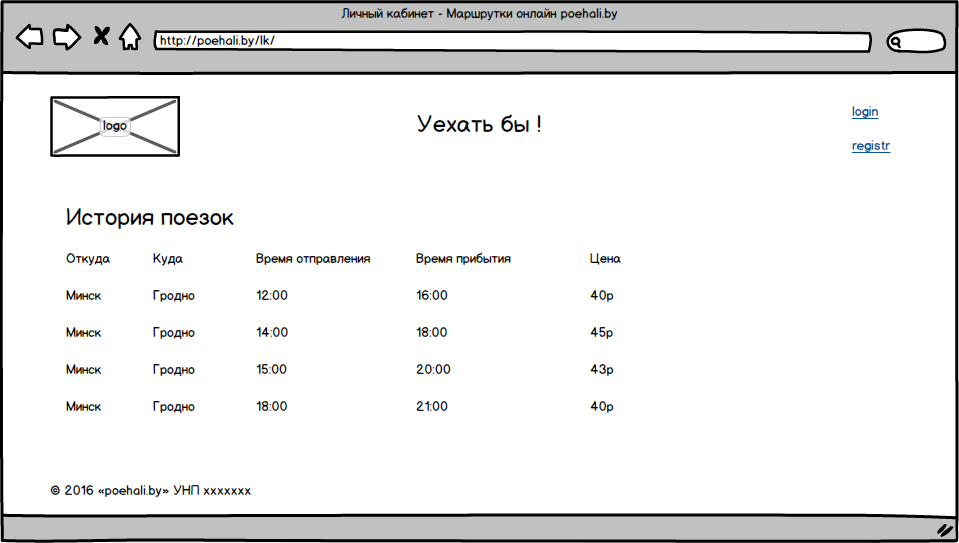 Личный кабинет - Маршрутки онлайн poehali.by
http://poehali.by/lk/
logo
Уехать бы !
login
registr
История поезок
Откуда Куда Время отправления Время прибытия Цена
Минск Гродно 12:00 16:00 40р
Минск Гродно 14:00 18:00 45р
Минск Гродно 15:00 20:00 43р
Минск Гродно 18:00 21:00 40р
© 2016 «poehali.by» УНП xxxxxxx